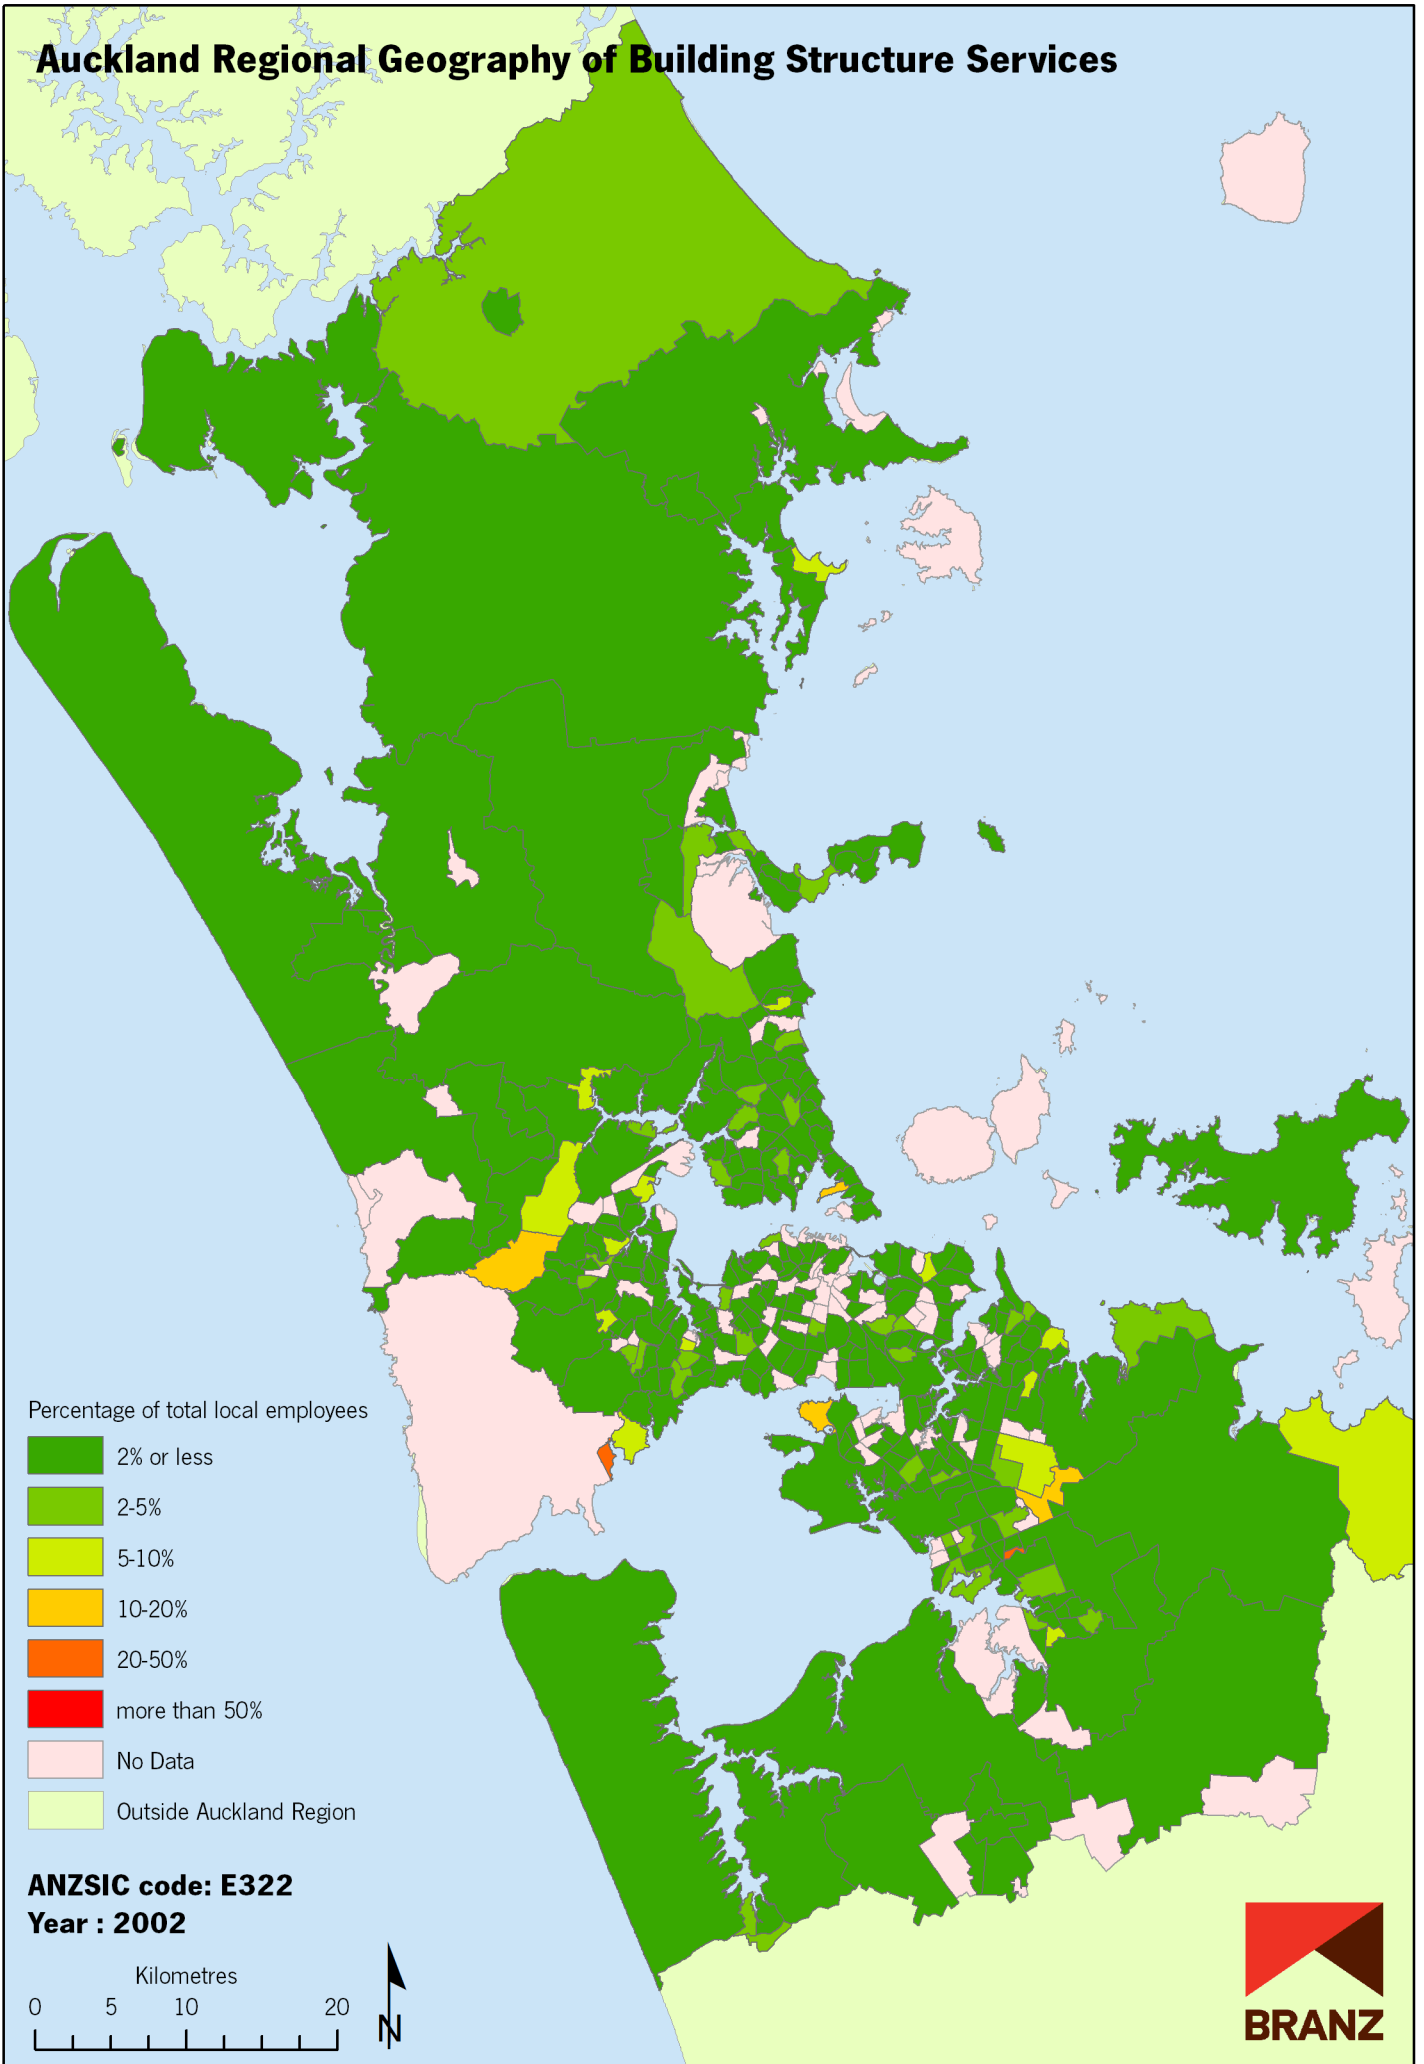 Auckland Regional Geography of Building Structure Services
Percentage of total local employees
2% or less
2-5%
5-10%
10-20%
20-50%
more than 50%
No Data
Outside Auckland Region
ANZSIC code: E322
Year : 2002
Kilometres
0 5 10 20
N
BRANZ